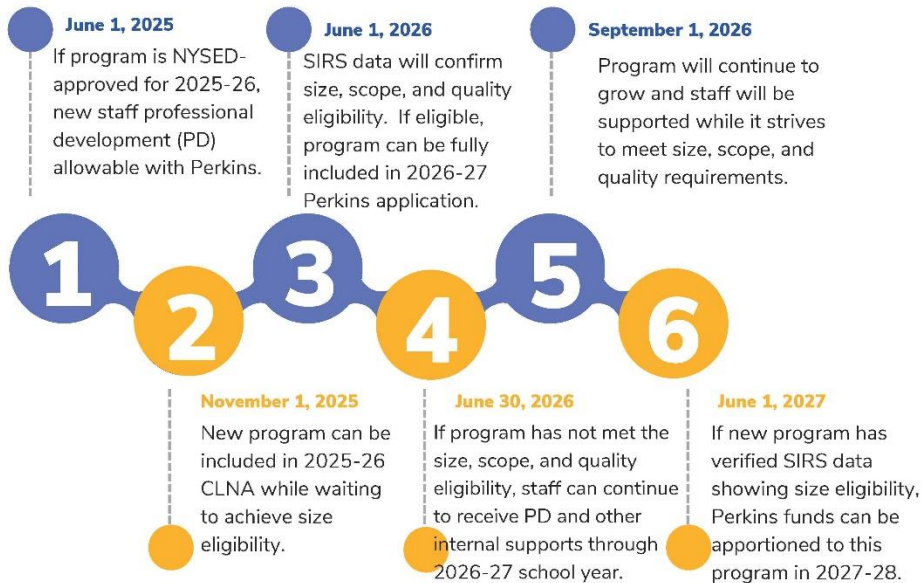 June 1, 2025
If program is NYSED-
approved for 2025-26,
new staff professional
development (PD)
allowable with Perkins.
June 1, 2026
SIRS data will confirm
size, scope, and quality
eligibility. If eligible,
program can be fully
included in 2026-27
Perkins application.
September 1, 2026
Program will continue to
grow and staff will be
supported while it strives
to meet size, scope, and
quality requirements.
1
2
3
4
5
6
November 1, 2025
New program can be
included in 2025-26
CLNA while waiting
to achieve size
eligibility.
June 30, 2026
If program has not met the
size, scope, and quality
eligibility, staff can continue
to receive PD and other
internal supports through
2026-27 school year.
June 1, 2027
If new program has
verified SIRS data
showing size eligibility,
Perkins funds can be
apportioned to this
program in 2027-28.